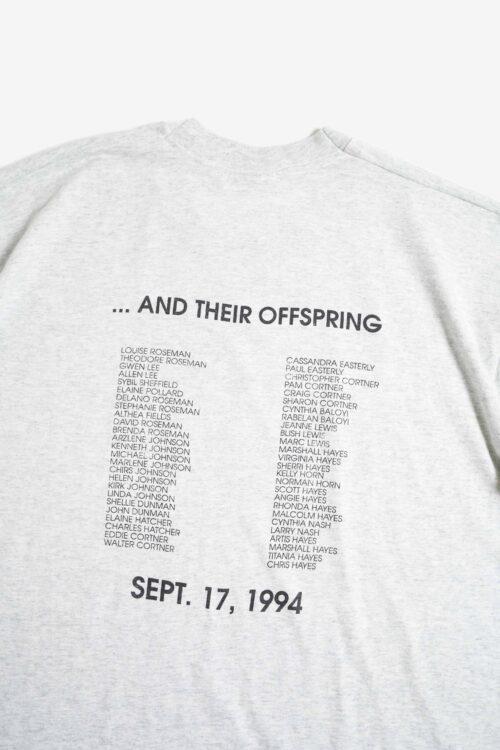 ... AND THEIR OFFSPRING
LOUISE ROSEMAN
THEODORE ROSEMAN
GWEN LEE
ALLEN LEE
SYBIL SHEFFIELD
ELAINE POLLARD
DELANO ROSEMAN
STEPHANIE ROSEMAN
ALTHEA FIELDS
DAVID ROSEMAN
BRENDA ROSEMAN
ARZLENE JOHNSON
KENNETH JOHNSON
MICHAEL JOHNSON
MARLENE JOHNSON
CHIRS JOHNSON
HELEN JOHNSON
KIRK JOHNSON
LINDA JOHNSON
SHELLIE DUNMAN
JOHN DUNMAN
ELAINE HATCHER
CHARLES HATCHER
EDDIE CORTNER
WALTER CORTNER
CASSANDRA EASTERLY
PAUL EASTERLY
CHRISTOPHER CORTNER
PAM CORTNER
CRAIG CORTNER
SHARON CORTNER
CYNTHIA BALOYI
RABELAN BALOYI
JEANNE LEWIS
BLISH LEWIS
MARC LEWIS
MARSHALL HAYES
VIRGINIA HAYES
SHERRI HAYES
KELLY HORN
NORMAN HORN
SCOTT HAYES
ANGIE HAYES
RHONDA HAYES
MALCOLM HAYES
CYNTHIA NASH
LARRY NASH
ARTIS HAYES
MARSHALL HAYES
TITANIA HAYES
CHRIS HAYES
SEPT. 17, 1994